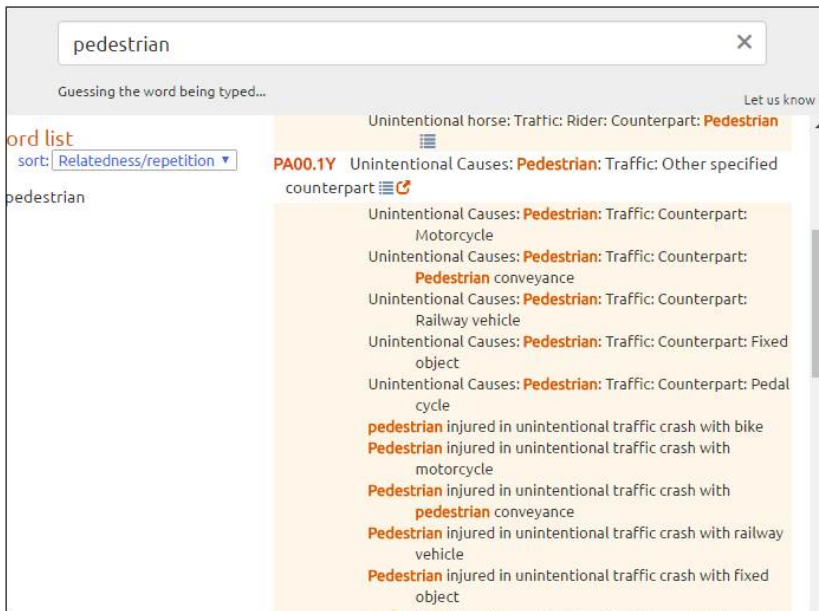 pedestrian
Guessing the word being typed...
Let us know
ord list
sort: Relatedness/repetition
pedestrian
Unintentional horse: Traffic: Rider: Counterpart: Pedestrian
PA00.1Y Unintentional Causes: Pedestrian: Traffic: Other specified
counterpart
Unintentional Causes: Pedestrian: Traffic: Counterpart:
Motorcycle
Unintentional Causes: Pedestrian: Traffic: Counterpart:
Pedestrian conveyance
Unintentional Causes: Pedestrian: Traffic: Counterpart:
Railway vehicle
Unintentional Causes: Pedestrian: Traffic: Counterpart: Fixed
object
Unintentional Causes: Pedestrian: Traffic: Counterpart: Pedal
cycle
pedestrian injured in unintentional traffic crash with bike
Pedestrian injured in unintentional traffic crash with
motorcycle
Pedestrian injured in unintentional traffic crash with
pedestrian conveyance
Pedestrian injured in unintentional traffic crash with railway
vehicle
Pedestrian injured in unintentional traffic crash with fixed
object